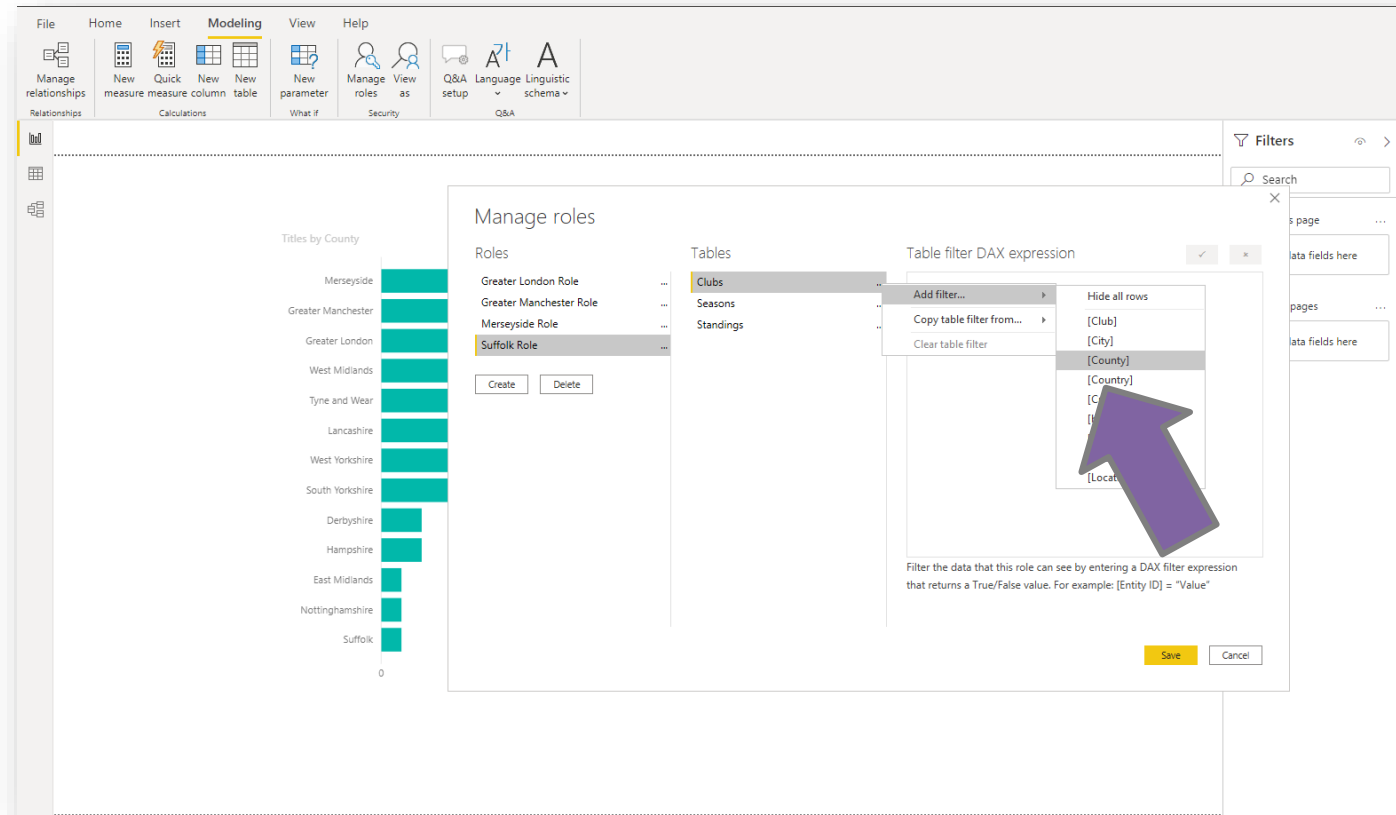 File Home Insert Modeling View Help
Manage relationships
New measure
Quick measure
New column
New table
New parameter
Manage roles
View as
Q&A setup
Language
Linguistic schema
Relationships Calculations What if Security Q&A
Filters
Search
s page ...
data fields here
pages ...
data fields here
Titles by County
Merseyside
Greater Manchester
Greater London
West Midlands
Tyne and Wear
Lancashire
West Yorkshire
South Yorkshire
Derbyshire
Hampshire
East Midlands
Nottinghamshire
Suffolk
0
Manage roles
Roles
Greater London Role ...
Greater Manchester Role ...
Merseyside Role ...
Suffolk Role ...
Create Delete
Tables
Clubs ...
Seasons
Standings
Table filter DAX expression
Add filter...
Copy table filter from...
Clear table filter
Hide all rows
[Club]
[City]
[County]
[Country]
Filter the data that this role can see by entering a DAX filter expression
that returns a True/False value. For example: [Entity ID] = "Value"
Save Cancel